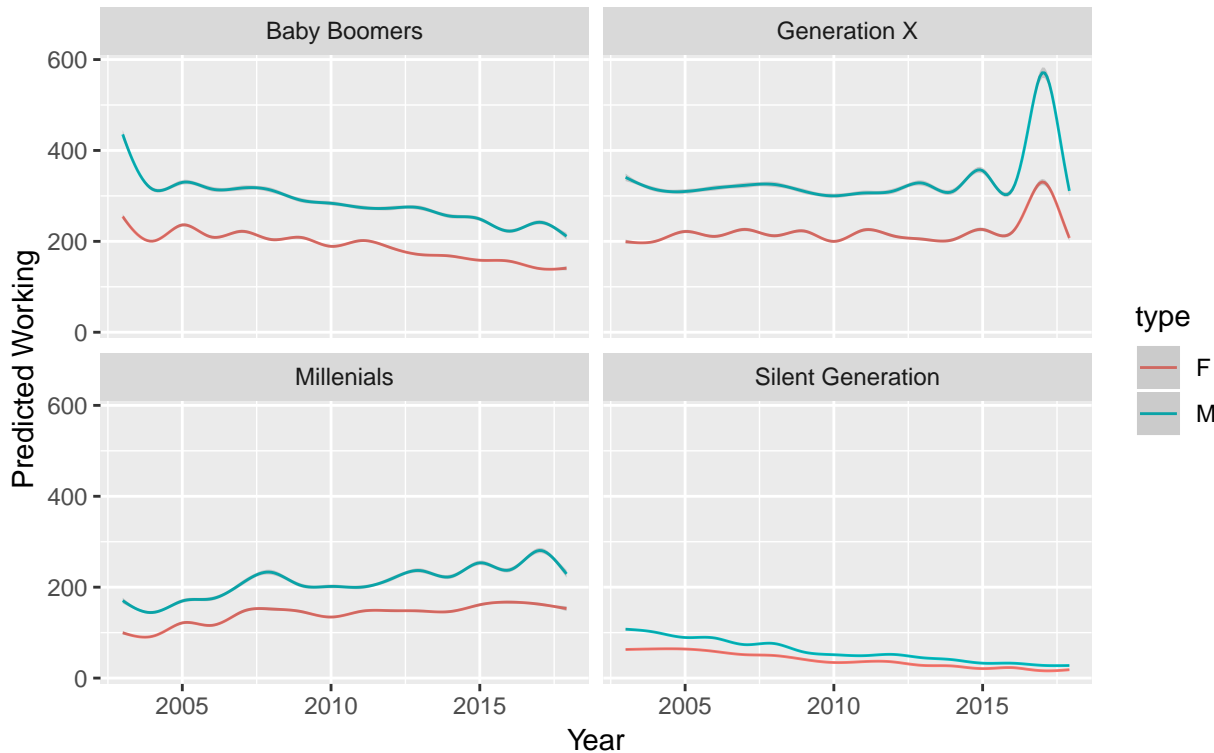 Baby Boomers
Generation X
600
400
200
0
Millenials
Silent Generation
600
400
200
0
2005
2010
2015
2005
2010
2015
Year
Predicted Working
type
F
M